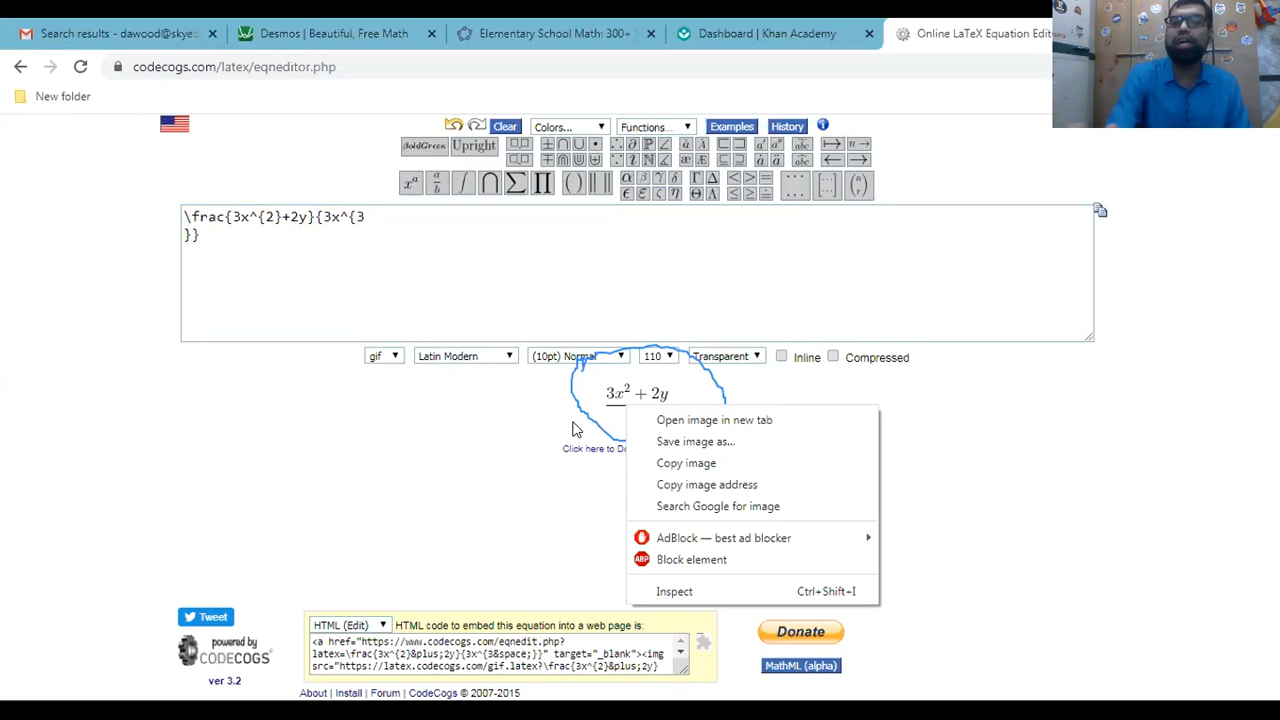 Search results - dawood@skye
Desmos | Beautiful, Free Math
Elementary School Math: 300+
Dashboard | Khan Academy
Online LaTeX Equation Edit
codecogs.com/latex/eqneditor.php
New folder
Clear
Colors...
Functions...
Examples
History
BoldGreen
Upright
\frac{3x^{2}+2y}{3x^{3
}}
gif
Latin Modern
(10pt) Normal
110
Transparent
Inline
Compressed
3x² + 2y
Click here to Do
Open image in new tab
Save image as...
Copy image
Copy image address
Search Google for image
AdBlock — best ad blocker
ABP Block element
Inspect Ctrl+Shift+I
Tweet
powered by
CODECOGS
ver 3.2
HTML (Edit)
HTML code to embed this equation into a web page is:
<a href="https://www.codecogs.com/eqnedit.php?
latex=\frac{3x^{2}&plus;2y}{3x^{3&space;}}" target="_blank"><img
src="https://latex.codecogs.com/gif.latex?\frac{3x^{2}&plus;2y}
Donate
MathML (alpha)
About | Install | Forum | CodeCogs © 2007-2015